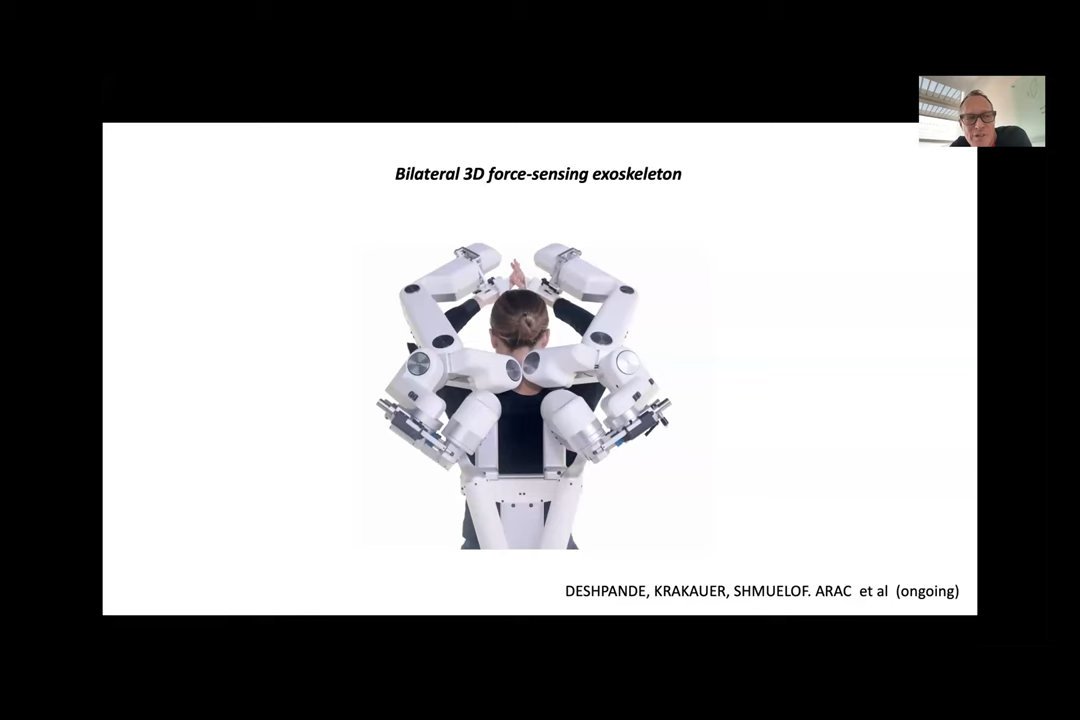 Bilateral 3D force-sensing exoskeleton
DESHPANDE, KRAKAUER, SHMUELOF. ARAC et al (ongoing)